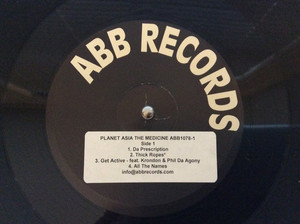 ABB RECORDS
PLANET ASIA THE MEDICINE ABB1076-1
Side 1
1. Da Prescription
2. Thick Ropes*
3. Get Active - feat. Krondon & Phil Da Agony
4. All The Names
info@abbrecords.com